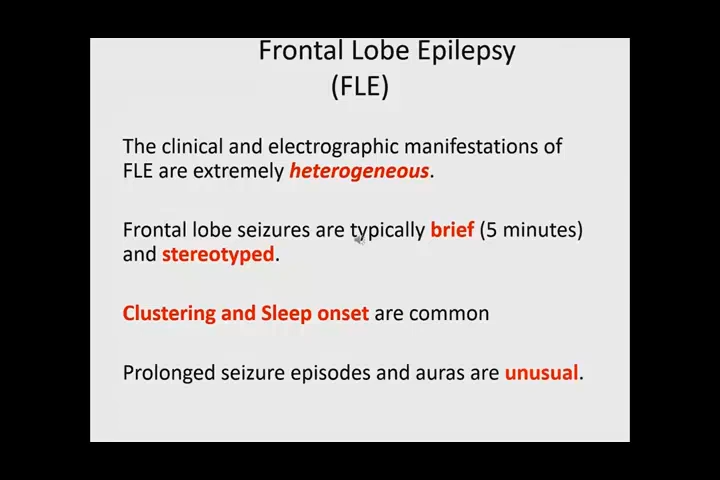 Frontal Lobe Epilepsy
(FLE)
The clinical and electrographic manifestations of
FLE are extremely heterogeneous.
Frontal lobe seizures are typically brief (5 minutes)
and stereotyped.
Clustering and Sleep onset are common
Prolonged seizure episodes and auras are unusual.